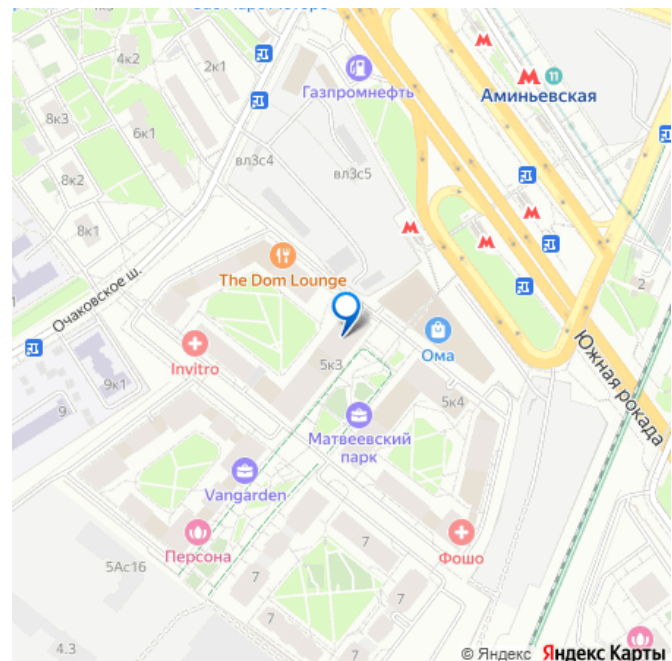 4к2
2к1
Газпромнефть
11
Аминьевская
8к3
6к1
вл3с4
вл3с5
8к2
8к1
2
The Dom Lounge
Очаковское ш.
Ома
Южная рокада
Invitro
5к3
9к1
9
5к4
Матвеевский
парк
Vangarden
Персона
Фошо
7
7
5Ас16
7
7
4.3
© Яндекс Яндекс Карты